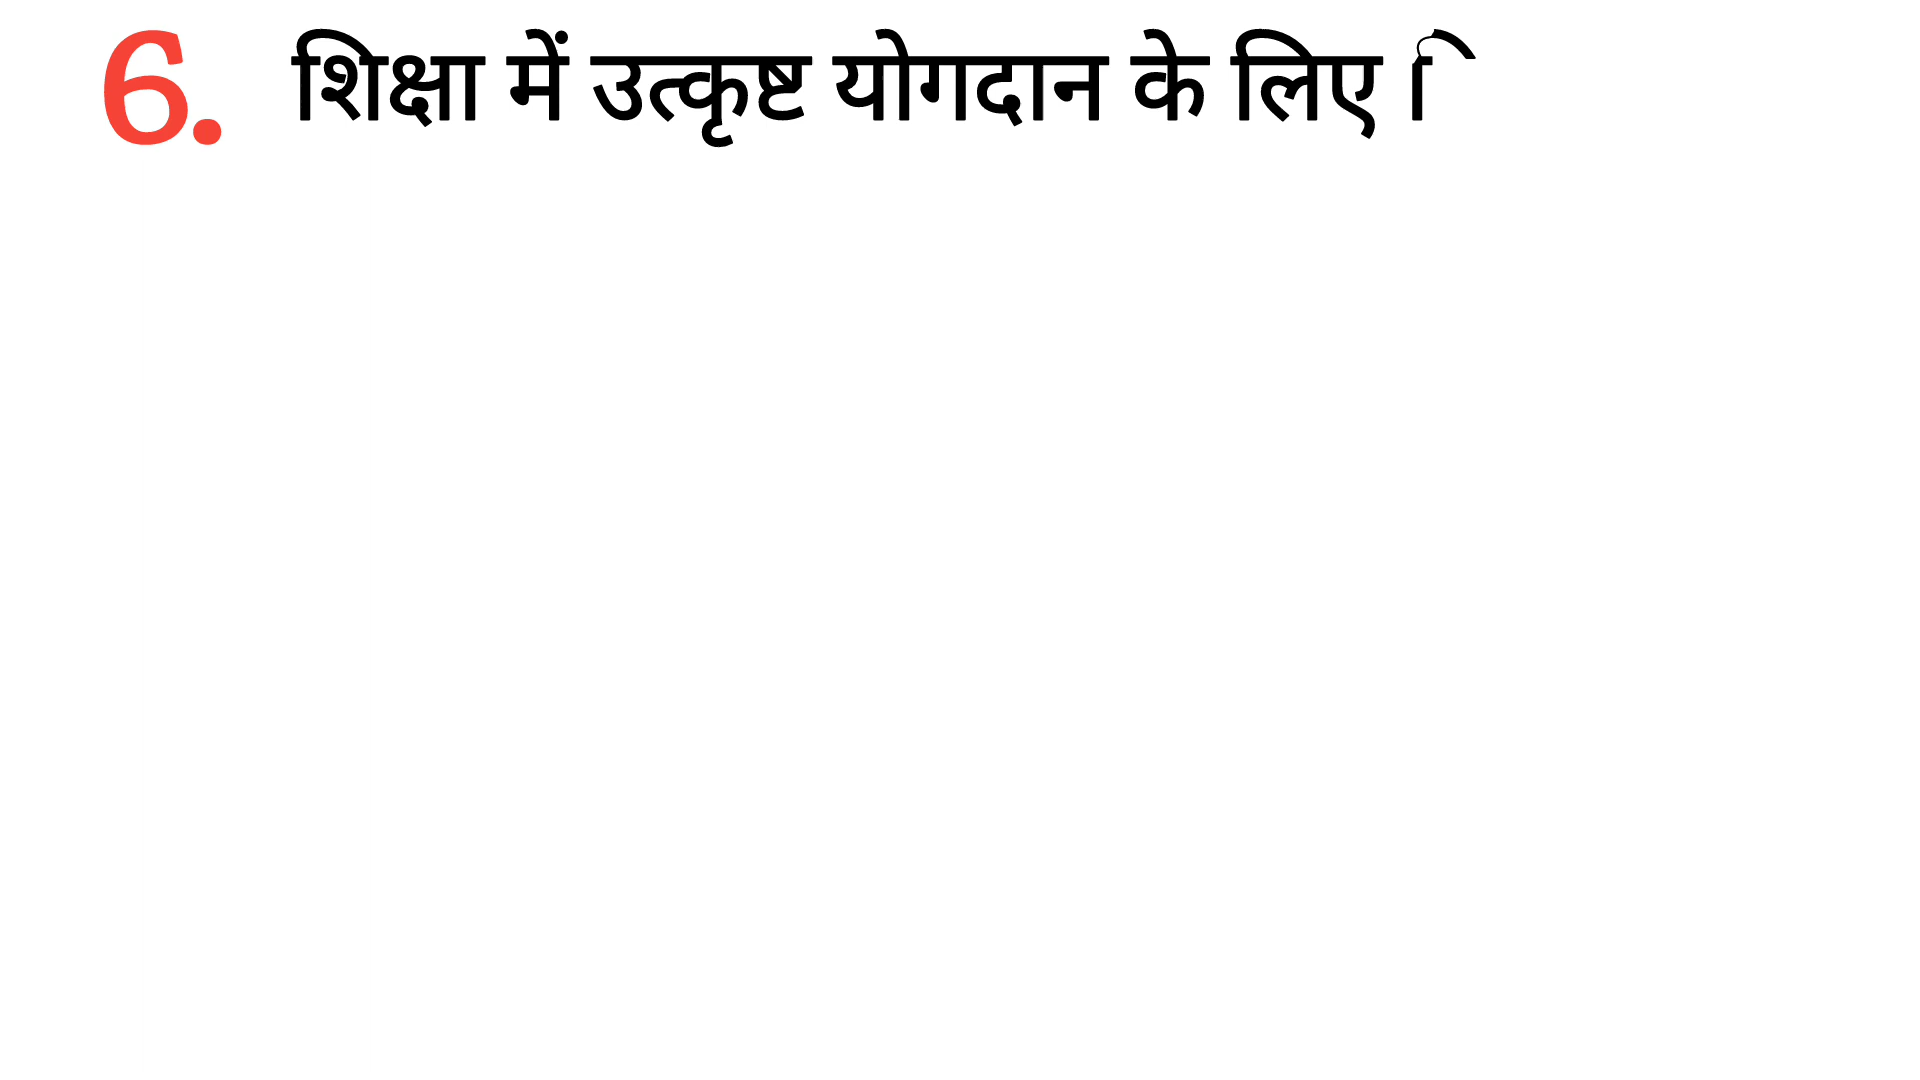 6. शिक्षा में उत्कृष्ट योगदान के लिए